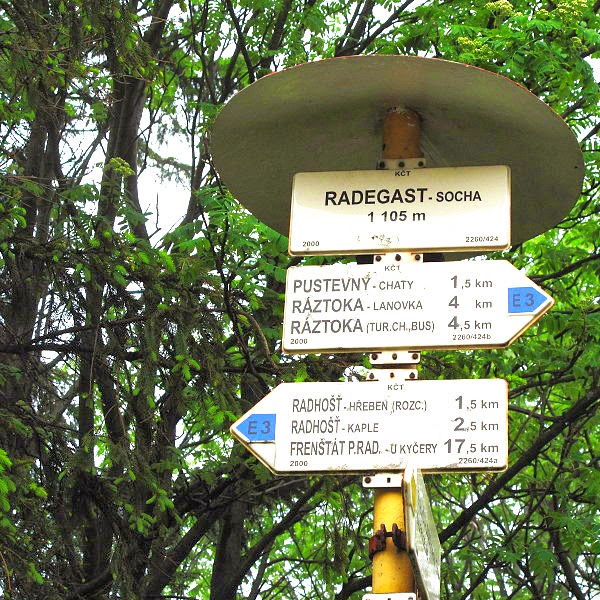 KČT
RADEGAST - SOCHA
1 105 m
2000 2260/424
KČT
PUSTEVNÝ - CHATY 1,5 km
RÁZTOKA - LANOVKA 4 km
RÁZTOKA (TUR.CH.,BUS) 4,5 km
2000 2260/424b
E3
KČT
RADHOŠŤ - HŘEBEN (ROZC.) 1,5 km
RADHOŠŤ - KAPLE 2,5 km
FRENŠTÁT P.RAD. - U KYČERY 17,5 km
2000 2260/424a
E3